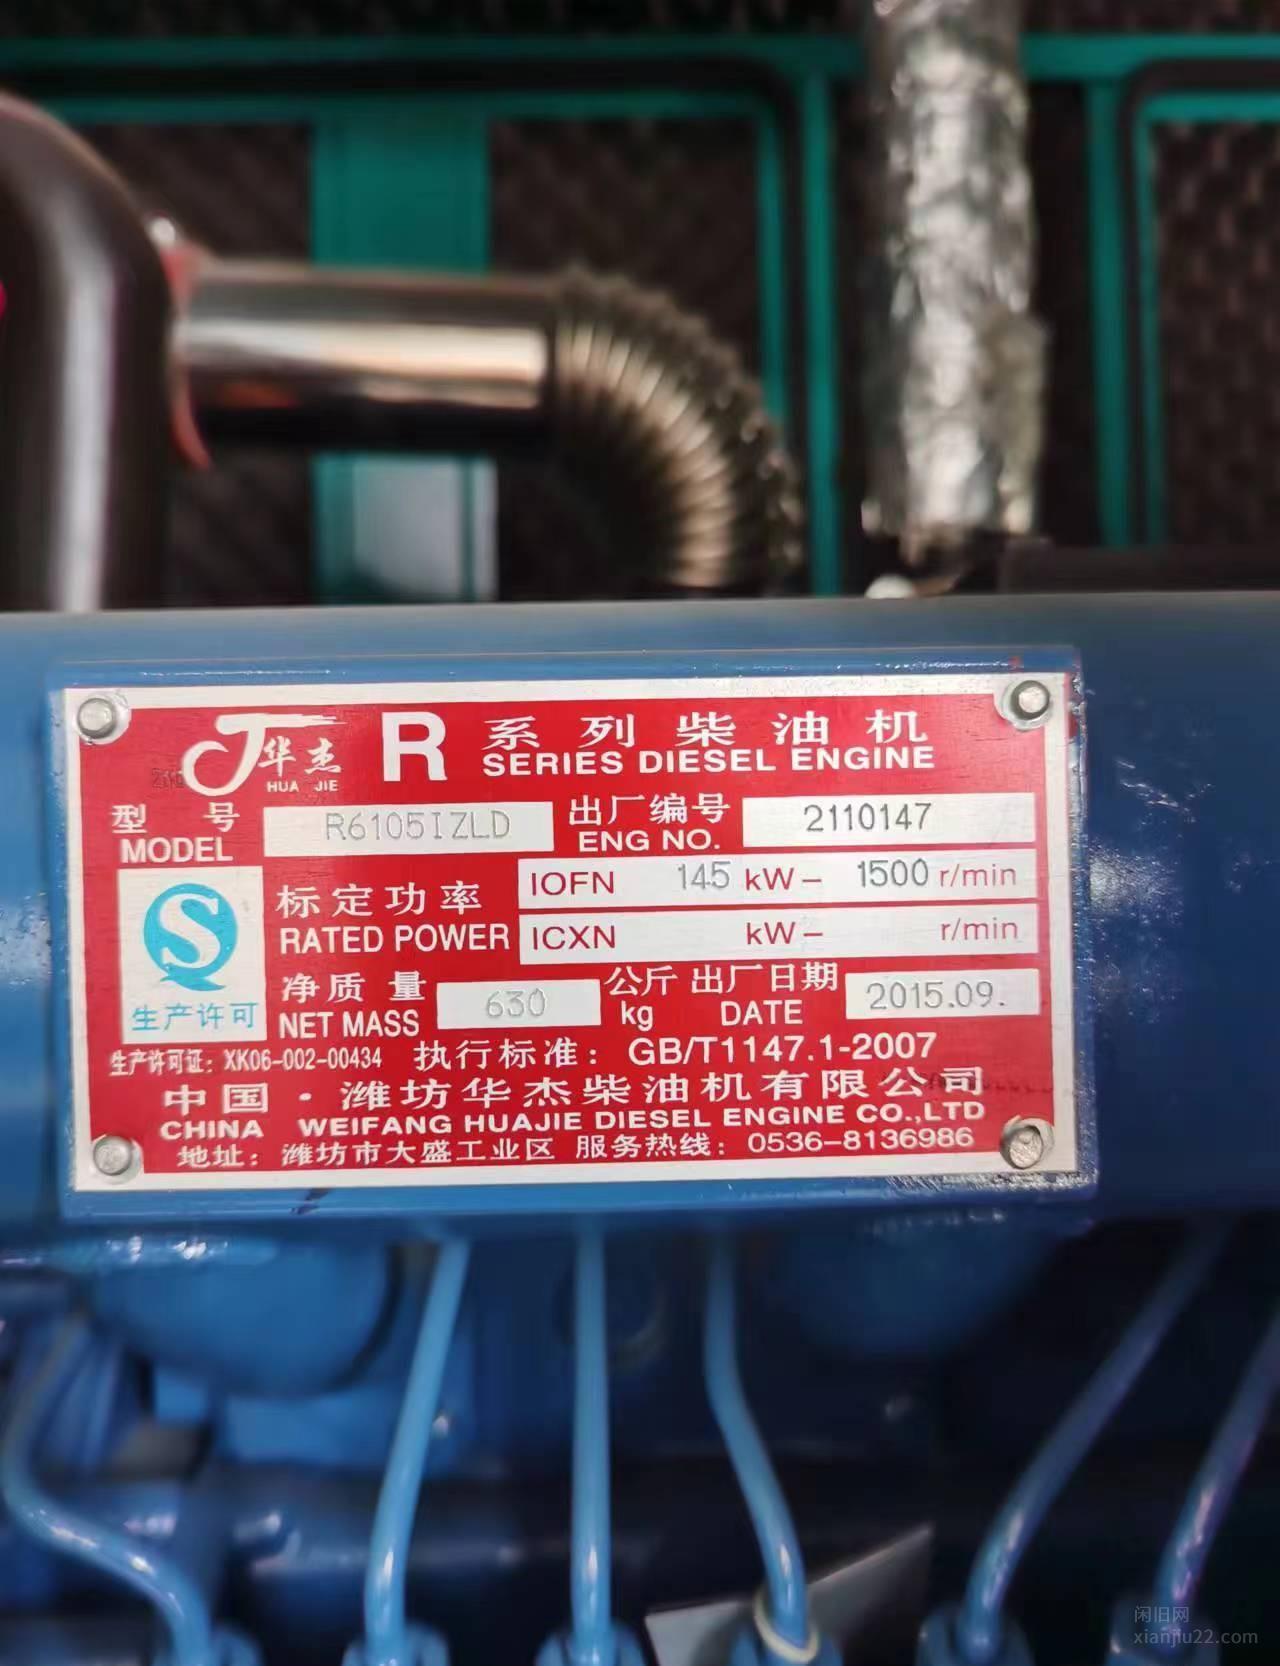 华杰 R 系列柴油机
HUA JIE SERIES DIESEL ENGINE
型号 R6105IZLD 出厂编号 2110147
MODEL ENG NO.
标定功率 IOFN 145 kW- 1500 r/min
RATED POWER ICXN kW- r/min
净质量 630 公斤 出厂日期 2015.09.
NET MASS kg DATE
生产许可
生产许可证: XK06-002-00434 执行标准: GB/T1147.1-2007
中国·潍坊华杰柴油机有限公司
CHINA WEIFANG HUAJIE DIESEL ENGINE CO.,LTD
地址: 潍坊市大盛工业区 服务热线: 0536-8136986
闲旧网
xianjiu22.com